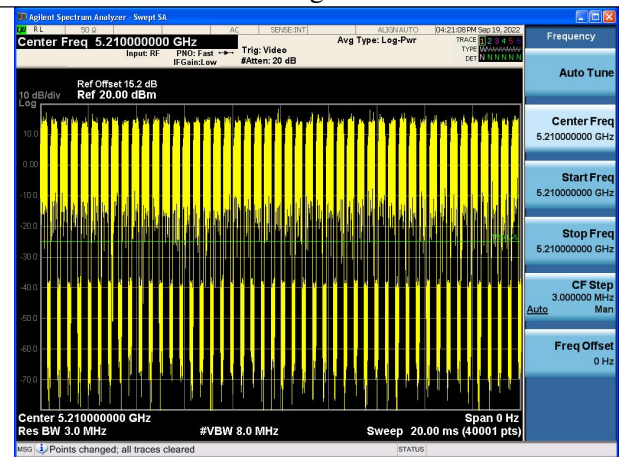 Agilent Spectrum Analyzer - Swept SA
RL 50 Ω AC SENSE:INT ALIGN AUTO 04:21:08 PM Sep 19, 2022
Center Freq 5.210000000 GHz
Input: RF PNO: Fast Trig: Video Avg Type: Log-Pwr TRACE 1 2 3 4 5
IFGain:Low #Atten: 20 dB TYPE
DET N N N N N
Ref Offset 15.2 dB
10 dB/div Ref 20.00 dBm
Log
10.0
0.00
-10.0
-20.0
-30.0
-40.0
-50.0
-60.0
-70.0
Center 5.210000000 GHz Span 0 Hz
Res BW 3.0 MHz #VBW 8.0 MHz Sweep 20.00 ms (40001 pts)
MSG Points changed; all traces cleared STATUS
Frequency
Auto Tune
Center Freq
5.210000000 GHz
Start Freq
5.210000000 GHz
Stop Freq
5.210000000 GHz
CF Step
3.000000 MHz
Auto Man
Freq Offset
0 Hz